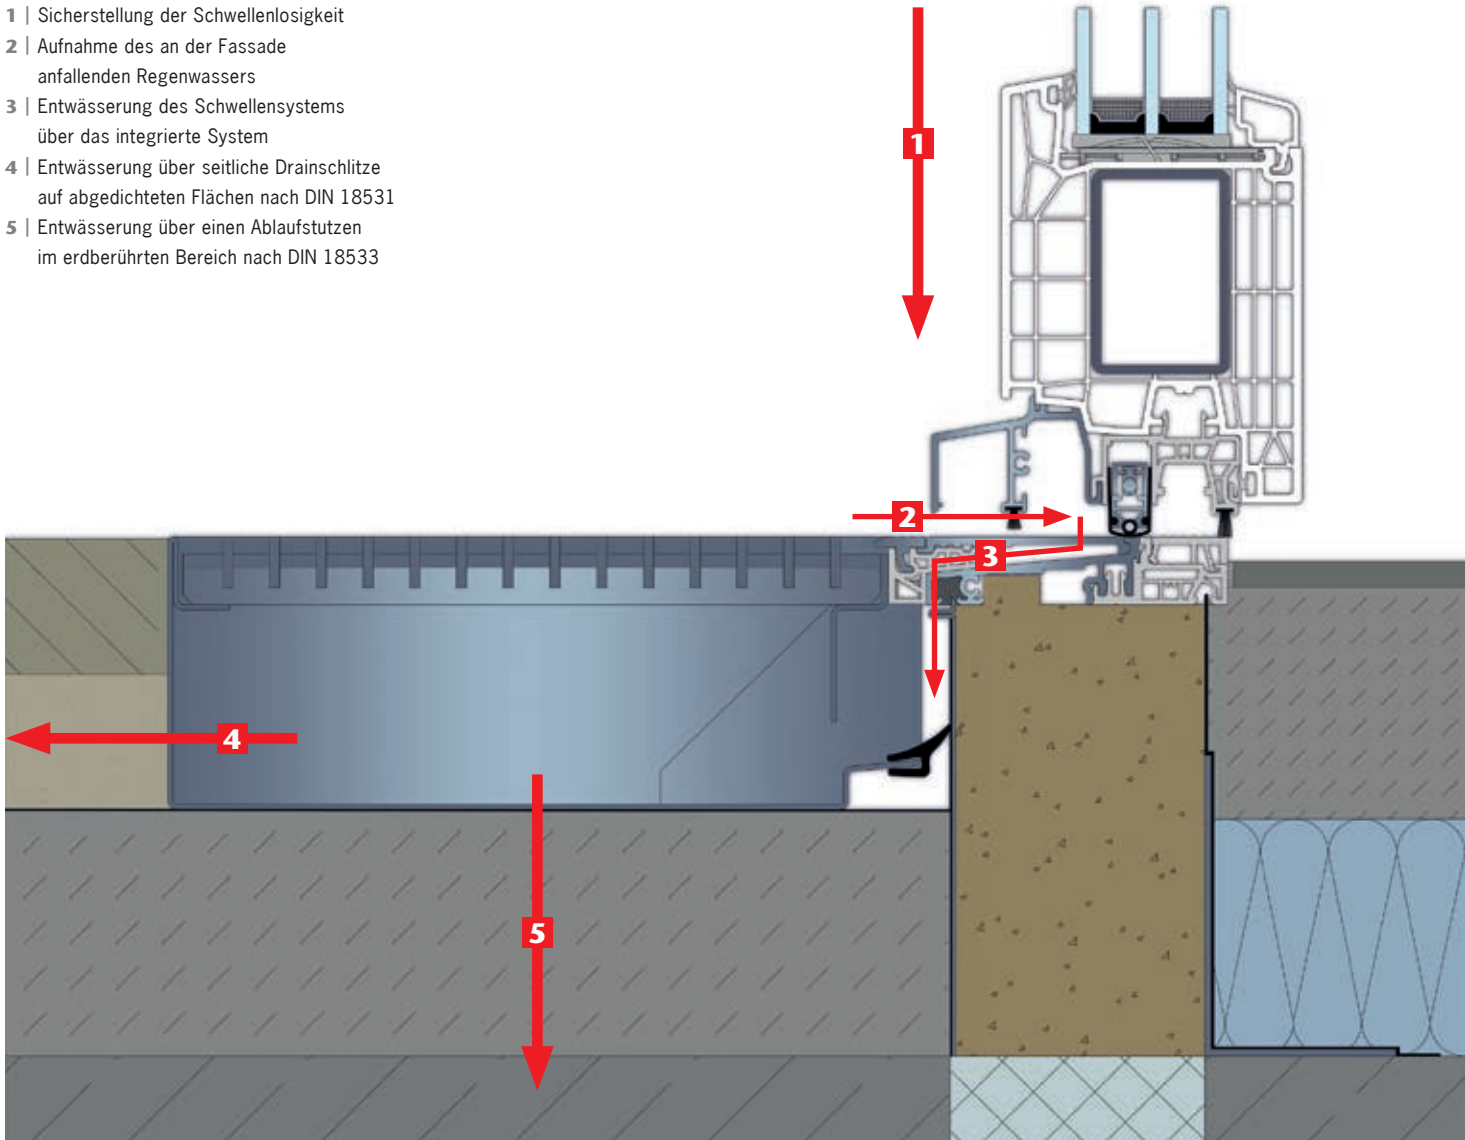 1 | Sicherstellung der Schwellenlosigkeit
2 | Aufnahme des an der Fassade
anfallenden Regenwassers
3 | Entwässerung des Schwellensystems
über das integrierte System
4 | Entwässerung über seitliche Drainschlitze
auf abgedichteten Flächen nach DIN 18531
5 | Entwässerung über einen Ablaufstutzen
im erdberührten Bereich nach DIN 18533
1
2
3
4
5